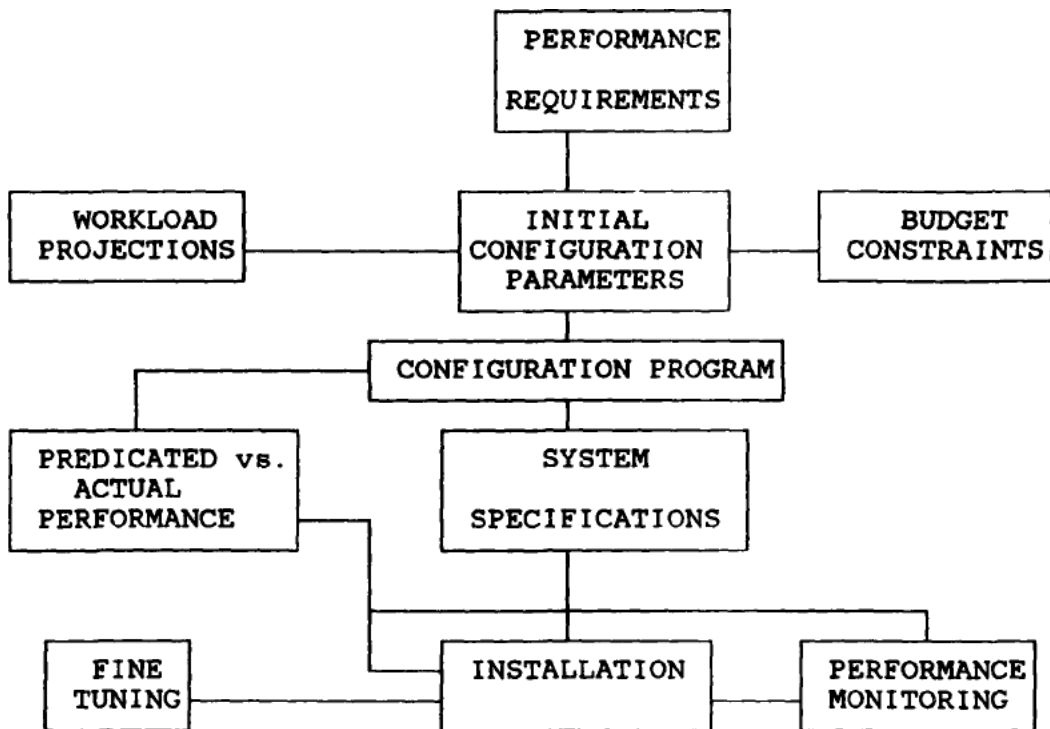 PERFORMANCE
REQUIREMENTS
WORKLOAD
PROJECTIONS
INITIAL
CONFIGURATION
PARAMETERS
BUDGET
CONSTRAINTS
CONFIGURATION PROGRAM
PREDICATED vs.
ACTUAL
PERFORMANCE
SYSTEM
SPECIFICATIONS
FINE
TUNING
INSTALLATION
PERFORMANCE
MONITORING